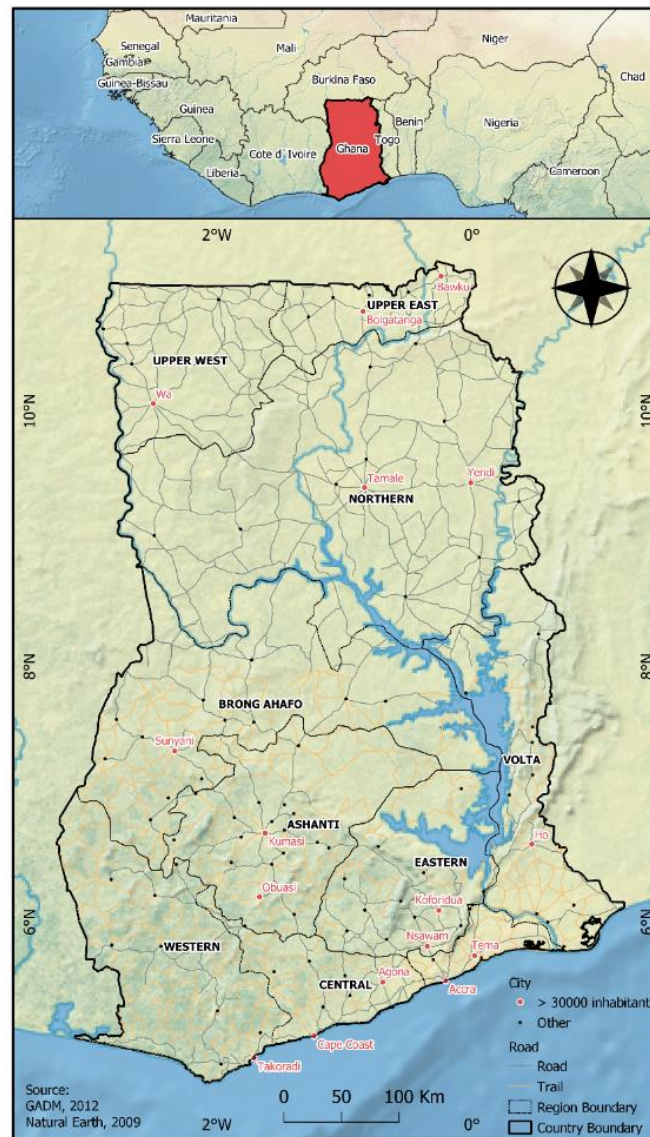 Mauritania
Senegal
Mali
Niger
Gambia
Chad
Guinea-Bissau
Burkina Faso
Guinea
Benin
Nigeria
Sierra Leone
Togo
Ghana
Cote d`Ivoire
Liberia
Cameroon
2°W
0°
Bawku
UPPER EAST
Bolgatanga
UPPER WEST
Wa
10°N
10°N
Tamale
Yendi
NORTHERN
8°N
8°N
BRONG AHAFO
Sunyani
VOLTA
ASHANTI
Kumasi
Ho
EASTERN
Obuasi
Koforidua
6°N
6°N
WESTERN
Nsawam
Tema
CENTRAL
Agona
Accra
City
> 30000 inhabitant
Other
Cape Coast
Road
Takoradi
Road
Trail
Source:
GADM, 2012
Natural Earth, 2009
0 50 100 Km
Region Boundary
Country Boundary
2°W
0°